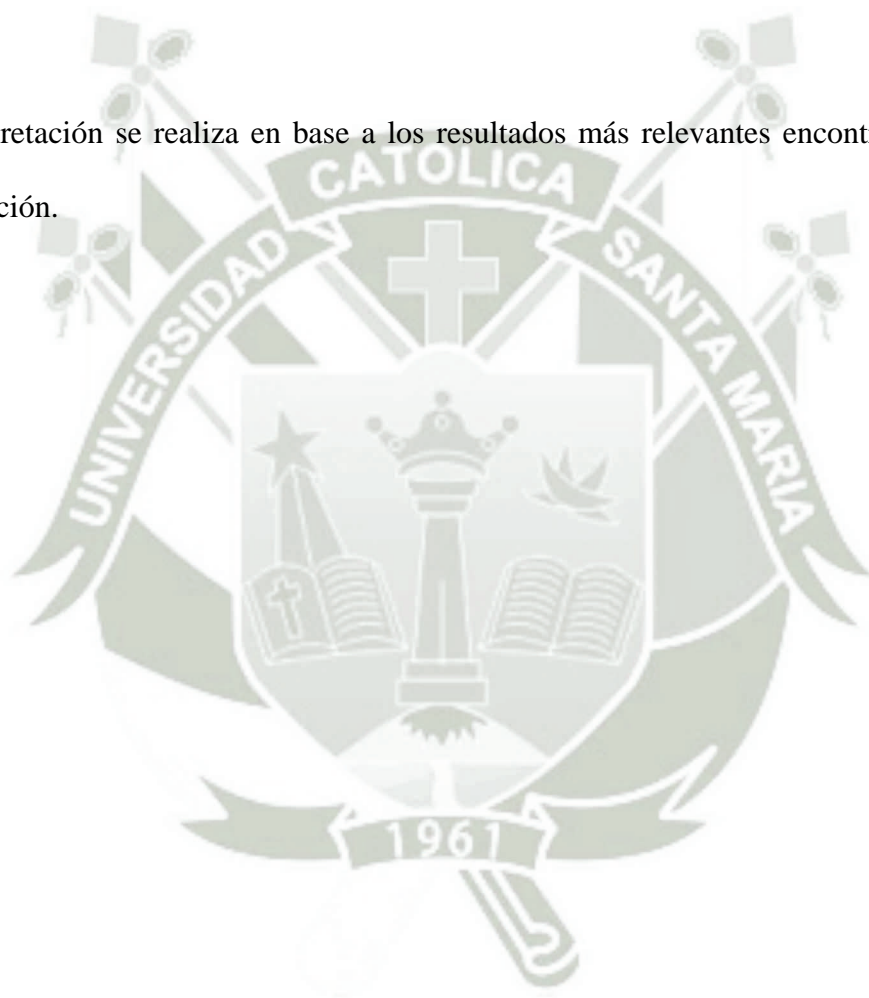 retación se realiza en base a los resultados más relevantes encont
ción.
CATOLICA
UNIVERSIDAD
SANTA MARIA
1961